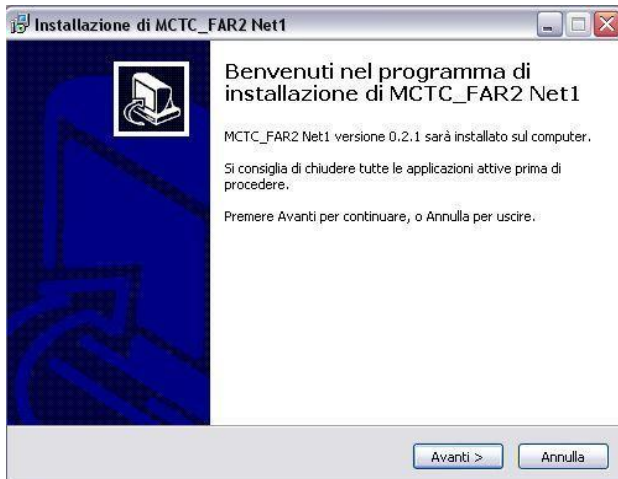 Installazione di MCTC_FAR2 Net1
Benvenuti nel programma di
installazione di MCTC_FAR2 Net1
MCTC_FAR2 Net1 versione 0.2.1 sarà installato sul computer.
Si consiglia di chiudere tutte le applicazioni attive prima di
procedere.
Premere Avanti per continuare, o Annulla per uscire.
Avanti >
Annulla